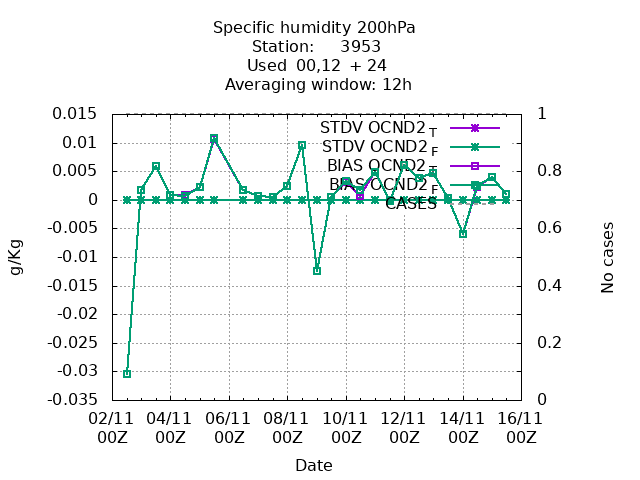 Specific humidity 200hPa
Station: 3953
Used 00,12 + 24
Averaging window: 12h
0.015
0.01
0.005
0
-0.005
-0.01
-0.015
-0.02
-0.025
-0.03
-0.035
1
0.8
0.6
0.4
0.2
0
STDV OCND2 T
STDV OCND2 F
BIAS OCND2 T
BIAS OCND2 F
CASES
g/Kg
No cases
02/11 04/11 06/11 08/11 10/11 12/11 14/11 16/11
00Z 00Z 00Z 00Z 00Z 00Z 00Z 00Z
Date